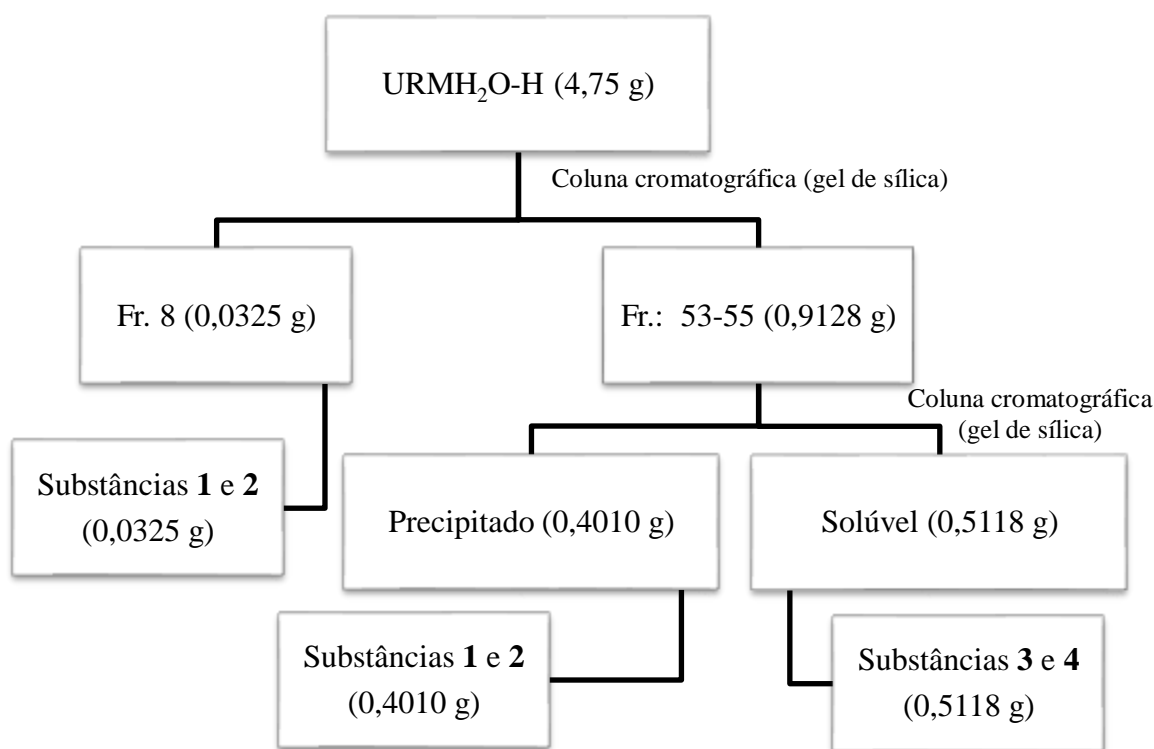 URMH₂O-H (4,75 g)
Coluna cromatográfica (gel de sílica)
Fr. 8 (0,0325 g)
Fr.: 53-55 (0,9128 g)
Coluna cromatográfica
(gel de sílica)
Substâncias 1 e 2
(0,0325 g)
Precipitado (0,4010 g)
Solúvel (0,5118 g)
Substâncias 1 e 2
(0,4010 g)
Substâncias 3 e 4
(0,5118 g)